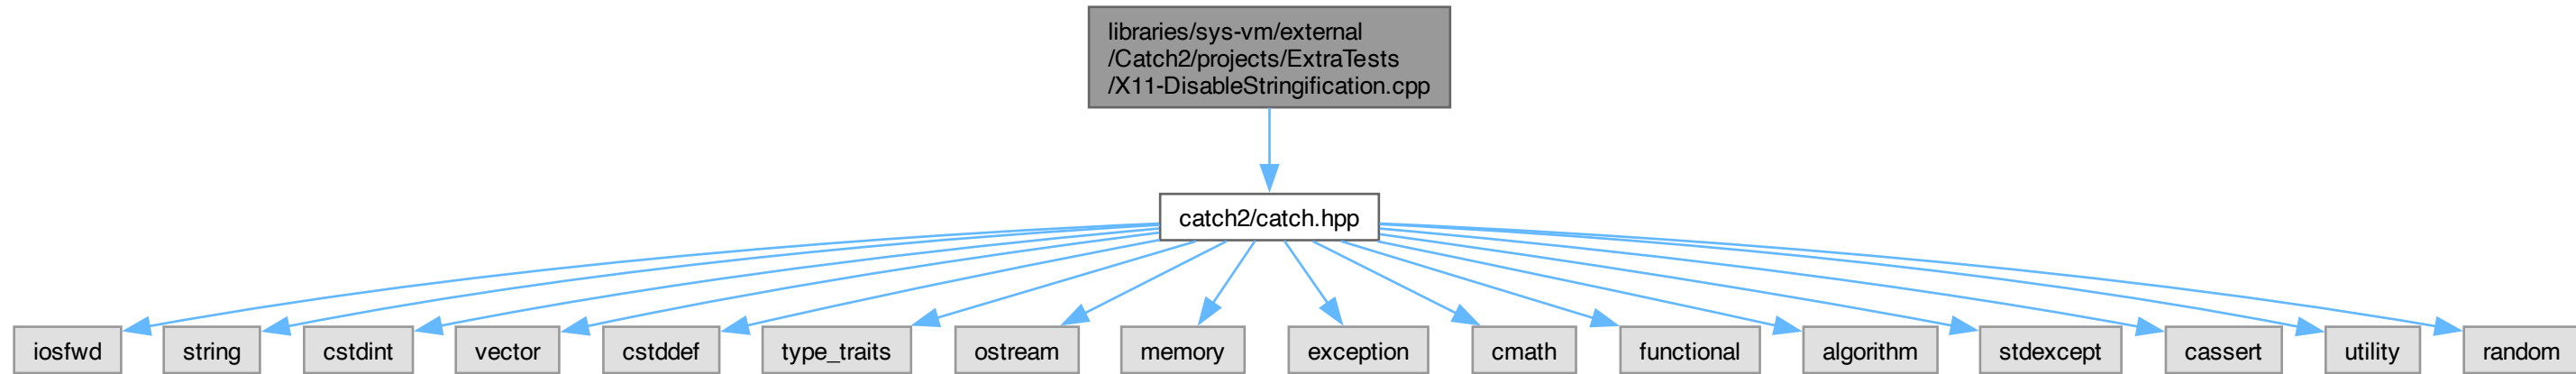 libraries/sys-vm/external
/Catch2/projects/ExtraTests
/X11-DisableStringification.cpp
catch2/catch.hpp
iosfwd
string
cstdint
vector
cstddef
type_traits
ostream
memory
exception
cmath
functional
algorithm
stdexcept
cassert
utility
random